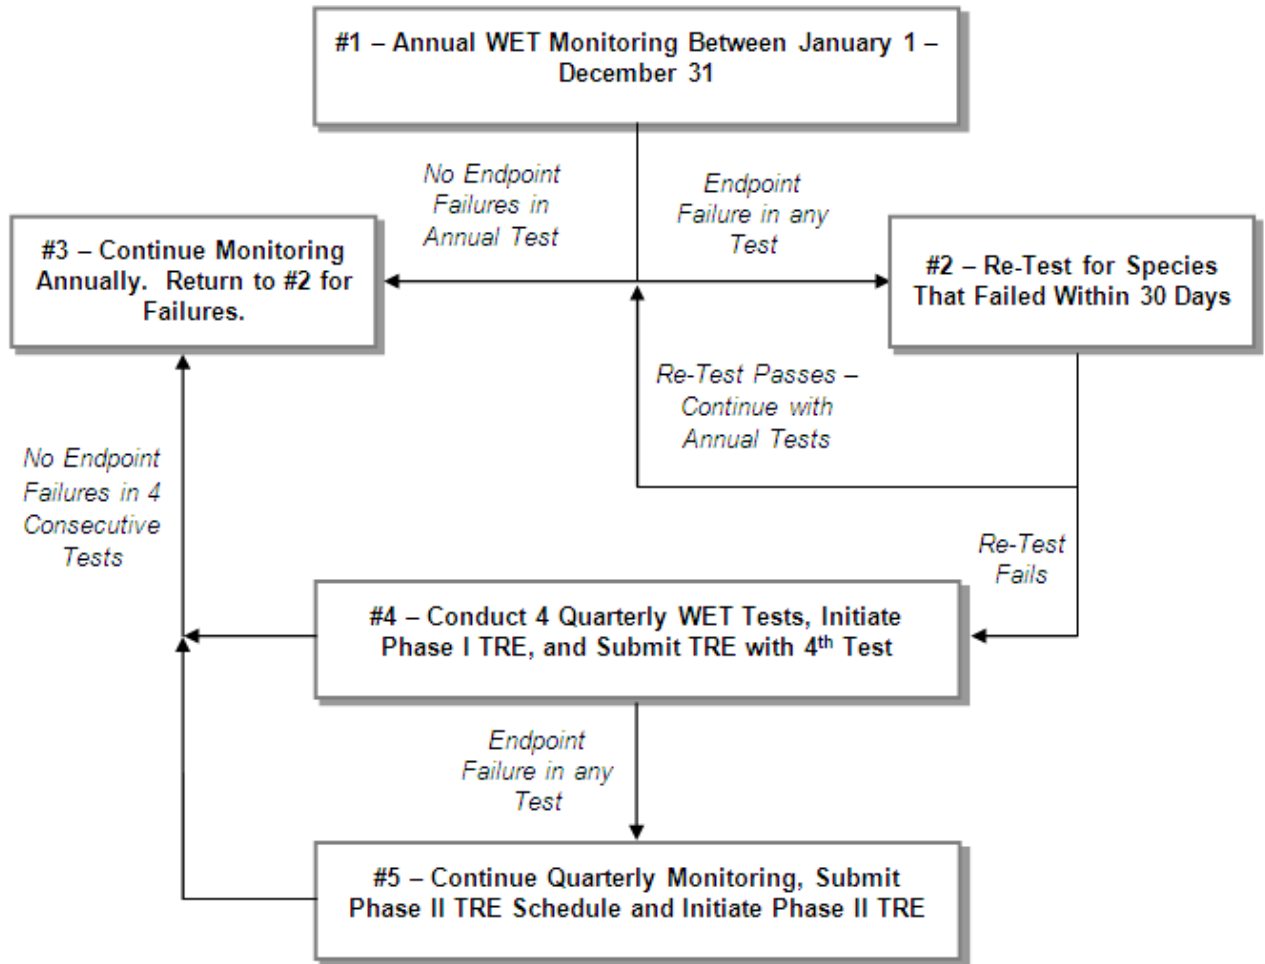 #1 – Annual WET Monitoring Between January 1 –
December 31
No Endpoint
Failures in
Annual Test
Endpoint
Failure in any
Test
#3 – Continue Monitoring
Annually.  Return to #2 for
Failures.
#2 – Re-Test for Species
That Failed Within 30 Days
Re-Test Passes –
Continue with
Annual Tests
No Endpoint
Failures in 4
Consecutive
Tests
Re-Test
Fails
#4 – Conduct 4 Quarterly WET Tests, Initiate
Phase I TRE, and Submit TRE with 4th Test
Endpoint
Failure in any
Test
#5 – Continue Quarterly Monitoring, Submit
Phase II TRE Schedule and Initiate Phase II TRE